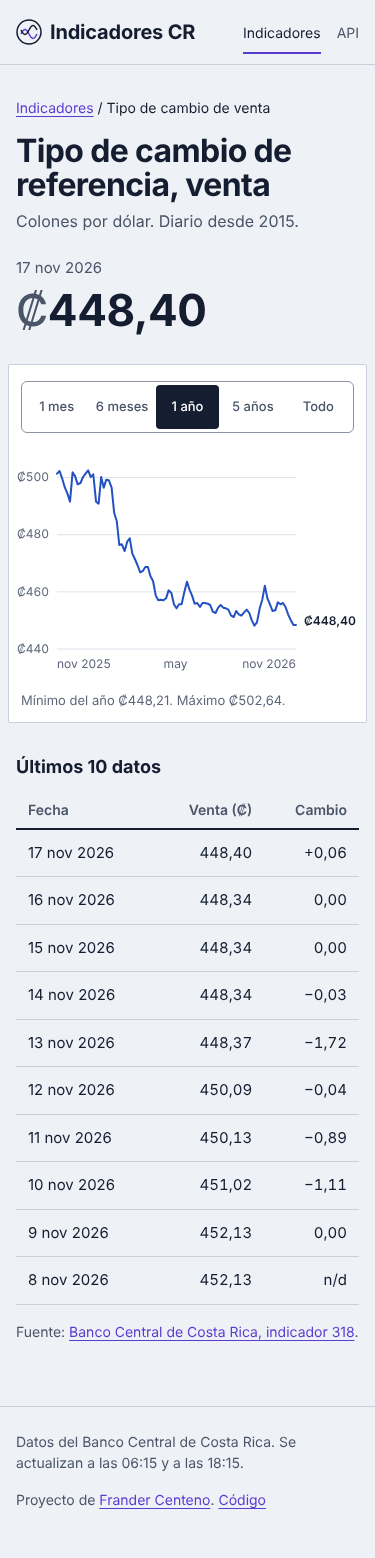 Indicadores CR
Indicadores API
Indicadores / Tipo de cambio de venta
Tipo de cambio de
referencia, venta
Colones por dólar. Diario desde 2015.
17 nov 2026
₡448,40
1 mes 6 meses 1 año 5 años Todo
₡500
₡480
₡460
₡448,40
₡440
nov 2025 may nov 2026
Mínimo del año ₡448,21. Máximo ₡502,64.
Últimos 10 datos
Fecha Venta (₡) Cambio
17 nov 2026 448,40 +0,06
16 nov 2026 448,34 0,00
15 nov 2026 448,34 0,00
14 nov 2026 448,34 −0,03
13 nov 2026 448,37 −1,72
12 nov 2026 450,09 −0,04
11 nov 2026 450,13 −0,89
10 nov 2026 451,02 −1,11
9 nov 2026 452,13 0,00
8 nov 2026 452,13 n/d
Fuente: Banco Central de Costa Rica, indicador 318.
Datos del Banco Central de Costa Rica. Se
actualizan a las 06:15 y a las 18:15.
Proyecto de Frander Centeno. Código